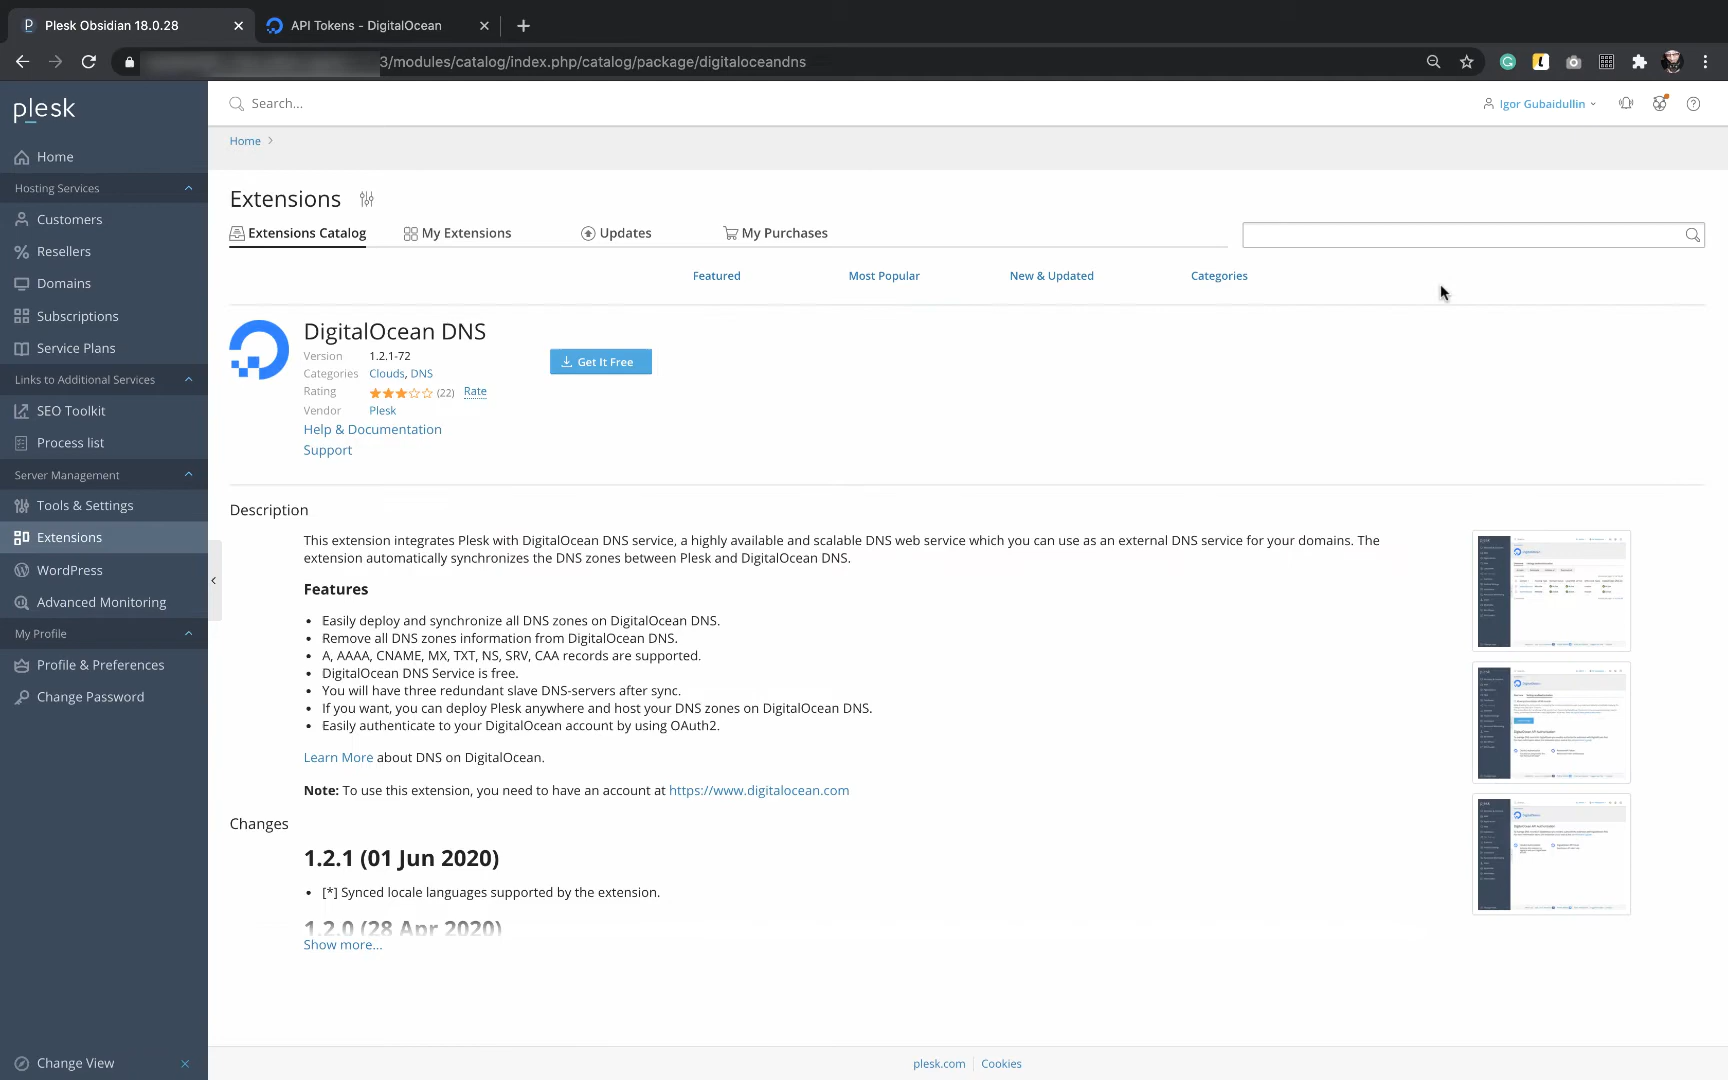 Plesk Obsidian 18.0.28
API Tokens - DigitalOcean
3/modules/catalog/index.php/catalog/package/digitaloceandns
plesk
Search...
Igor Gubaidullin
Home
Home
Hosting Services
Customers
Resellers
Domains
Subscriptions
Service Plans
Links to Additional Services
SEO Toolkit
Process list
Server Management
Tools & Settings
Extensions
WordPress
Advanced Monitoring
My Profile
Profile & Preferences
Change Password
Change View
Extensions
Extensions Catalog
My Extensions
Updates
My Purchases
Featured
Most Popular
New & Updated
Categories
DigitalOcean DNS
Version 1.2.1-72
Categories Clouds, DNS
Rating (22) Rate
Vendor Plesk
Help & Documentation
Support
Get It Free
Description
This extension integrates Plesk with DigitalOcean DNS service, a highly available and scalable DNS web service which you can use as an external DNS service for your domains. The
extension automatically synchronizes the DNS zones between Plesk and DigitalOcean DNS.
Features
• Easily deploy and synchronize all DNS zones on DigitalOcean DNS.
• Remove all DNS zones information from DigitalOcean DNS.
• A, AAAA, CNAME, MX, TXT, NS, SRV, CAA records are supported.
• DigitalOcean DNS Service is free.
• You will have three redundant slave DNS-servers after sync.
• If you want, you can deploy Plesk anywhere and host your DNS zones on DigitalOcean DNS.
• Easily authenticate to your DigitalOcean account by using OAuth2.
Learn More about DNS on DigitalOcean.
Note: To use this extension, you need to have an account at https://www.digitalocean.com
Changes
1.2.1 (01 Jun 2020)
• [*] Synced locale languages supported by the extension.
1.2.0 (28 Apr 2020)
Show more...
plesk.com
Cookies